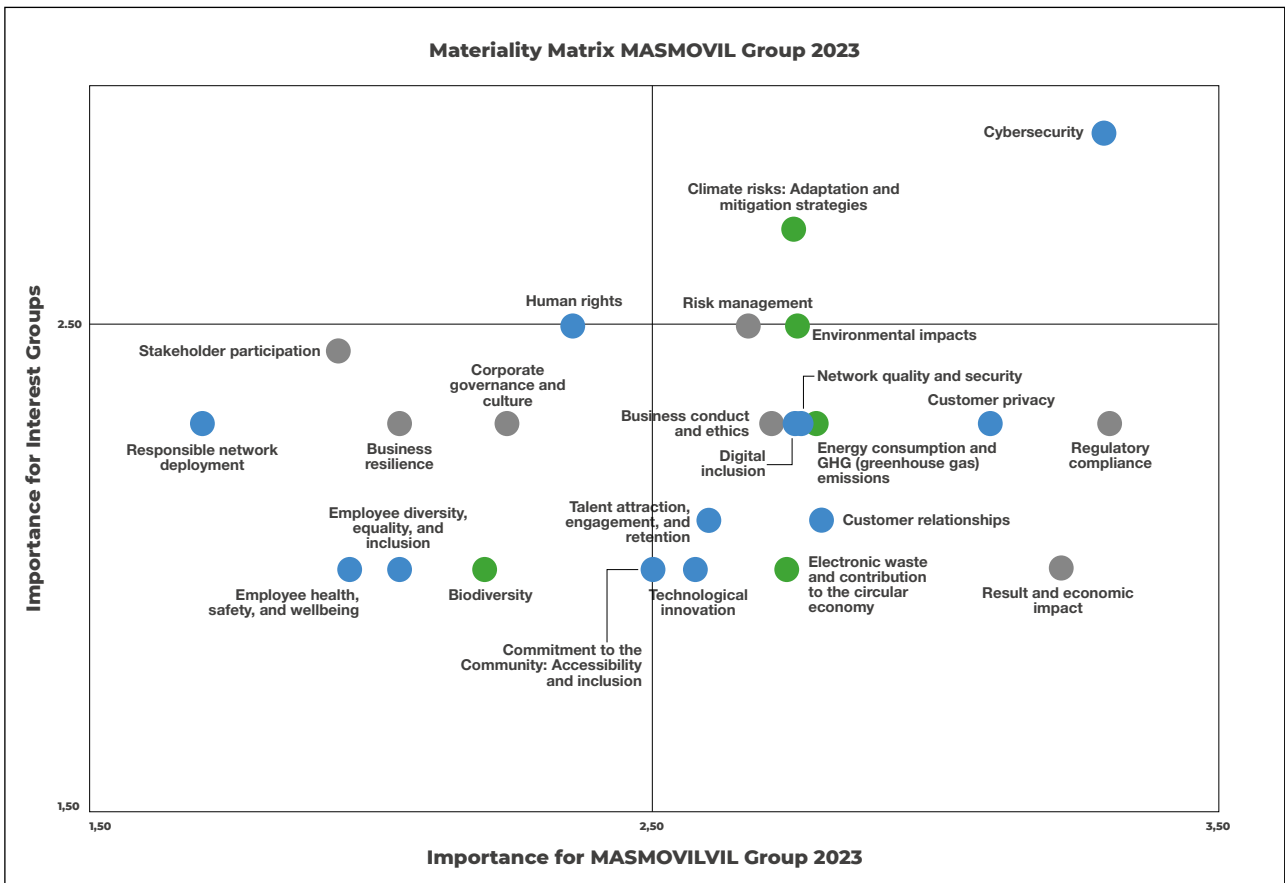 Materiality Matrix MASMOVIL Group 2023
Cybersecurity
Climate risks: Adaptation and
mitigation strategies
Human rights
Risk management
2.50
Environmental impacts
Stakeholder participation
Corporate
governance and
culture
Network quality and security
Customer privacy
Business conduct
and ethics
Responsible network
deployment
Business
resilience
Digital
inclusion
Energy consumption and
GHG (greenhouse gas)
emissions
Regulatory
compliance
Employee diversity,
equality, and
inclusion
Talent attraction,
engagement, and
retention
Customer relationships
Employee health,
safety, and wellbeing
Biodiversity
Technological
innovation
Electronic waste
and contribution
to the circular
economy
Result and economic
impact
Commitment to the
Community: Accessibility
and inclusion
Importance for Interest Groups
1,50
1,50
2,50
3,50
Importance for MASMOVILVIL Group 2023